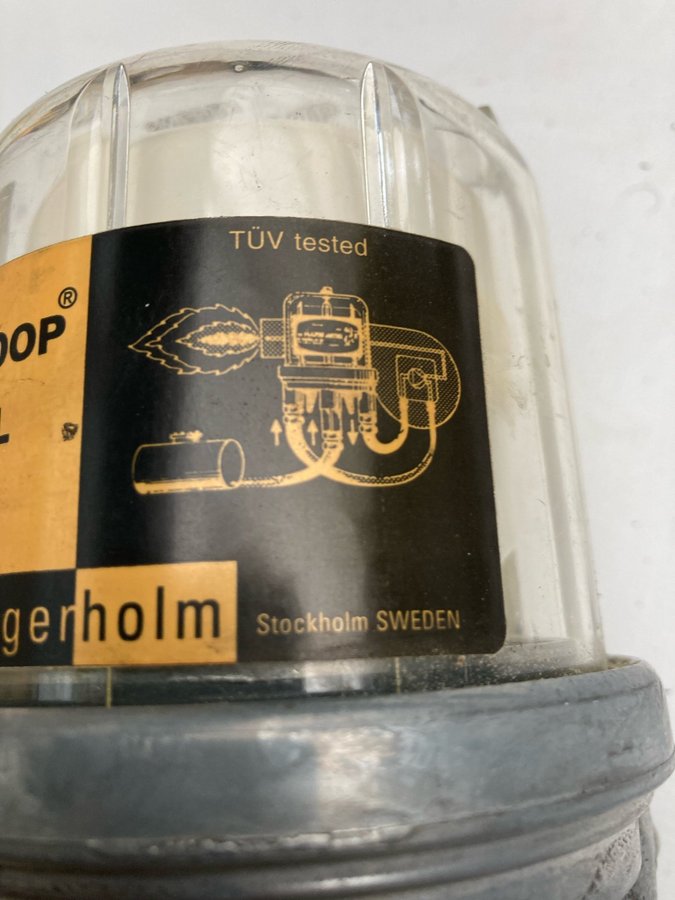 TÜV tested
OOP®
L
gerholm
Stockholm SWEDEN